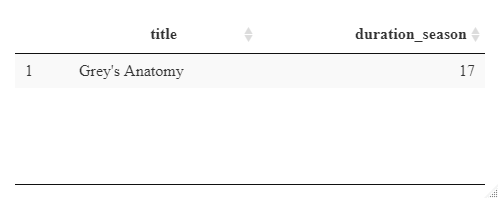 title duration_season
1 Grey's Anatomy 17